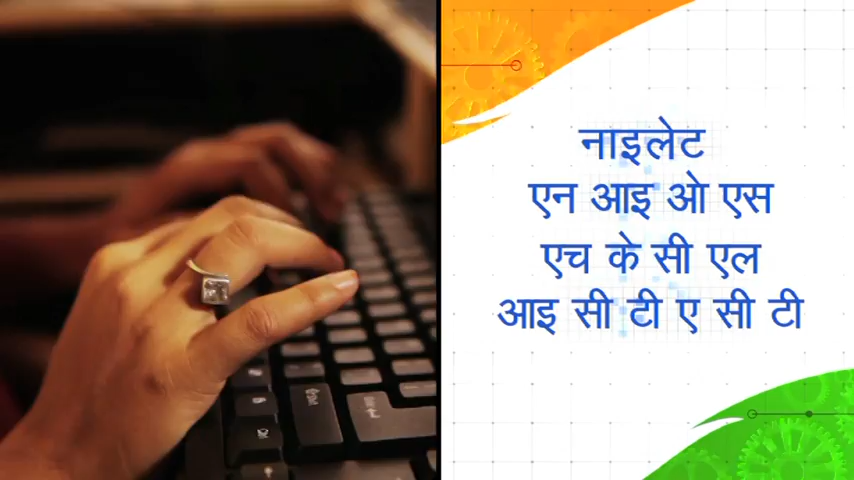 नाइलेट
एन आइ ओ एस
एच के सी एल
आइ सी टी ए सी टी